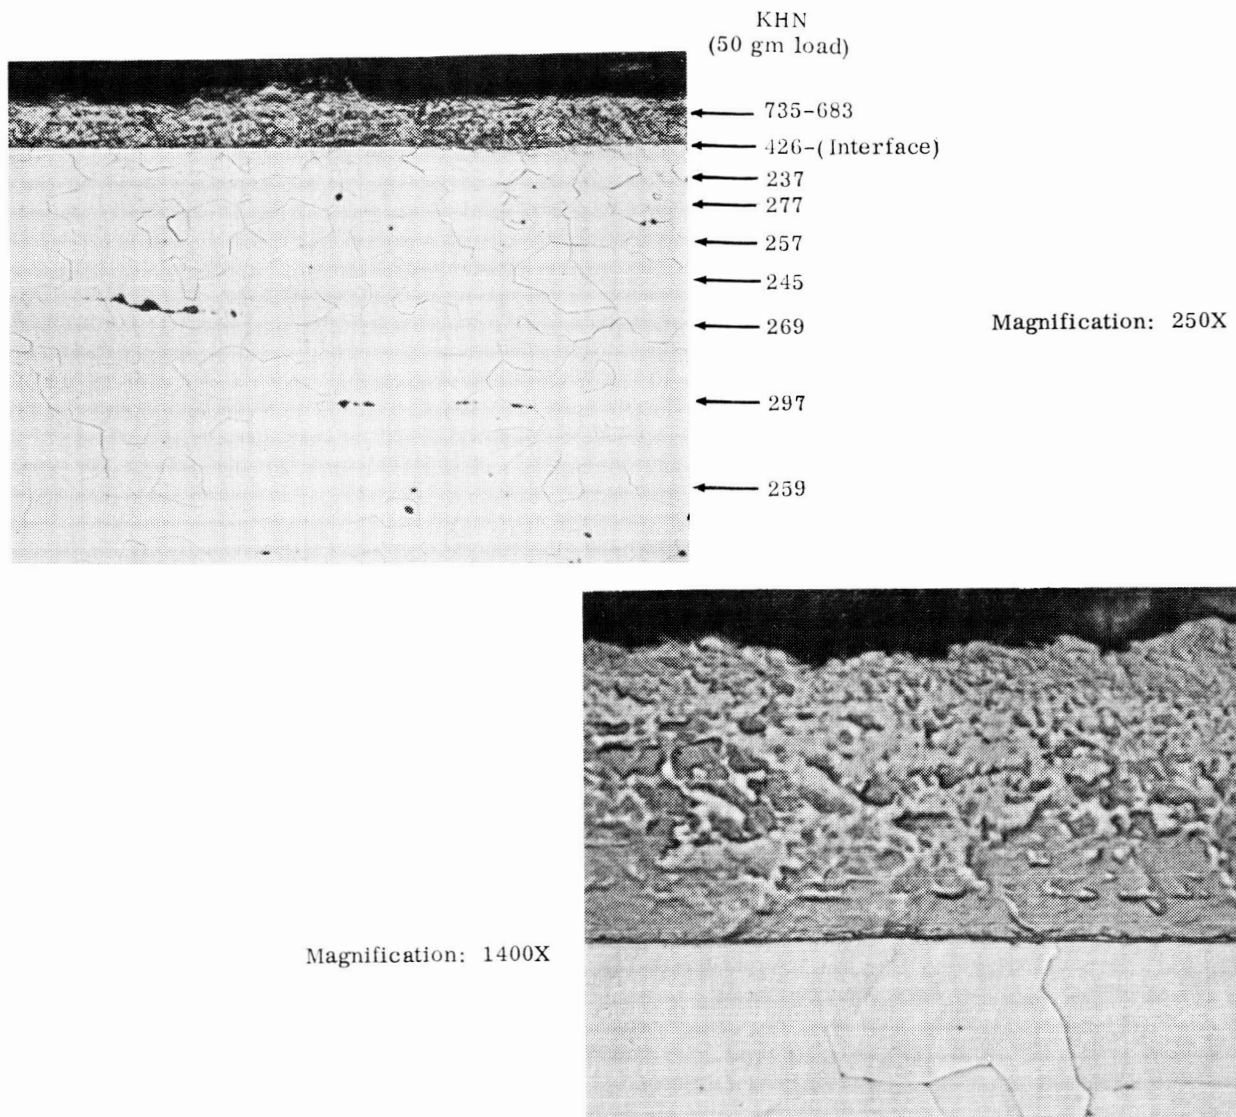 KHN
(50 gm load)
735-683
426-(Interface)
237
277
257
245
269
Magnification: 250X
297
259
Magnification: 1400X